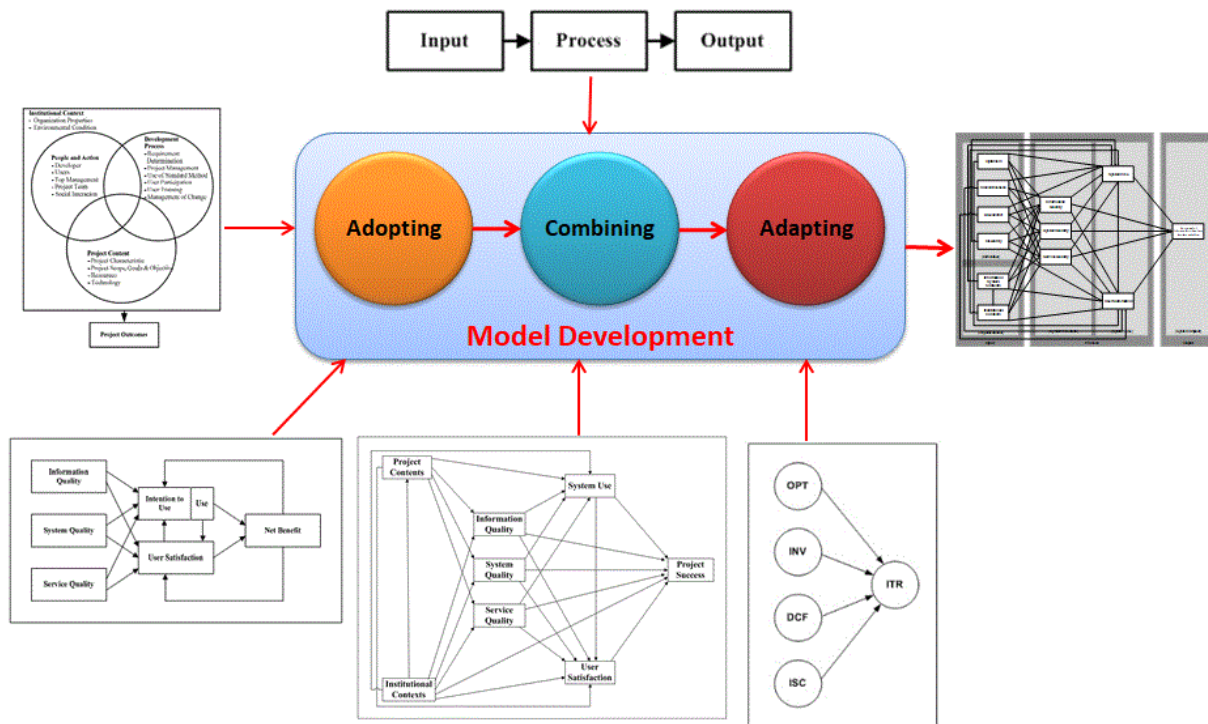 Input
Process
Output
Institutional Context
- Organization Properties
- Environmental Condition
People and Action
Developer
Users
Top Management
Project Team
Social Interaction
Development
Process
Requirement
Determination
Project Management
Use of Standard Method
User Participation
User Training
Management of Change
Project Content
Project Characteristic
Project Scope, Goals & Objective
Resources
Technology
Project Outcomes
Adopting
Combining
Adapting
Model Development
Information
Quality
System Quality
Service Quality
Intention to
Use
Use
User Satisfaction
Net Benefit
Project
Contents
System Use
Information
Quality
System
Quality
Service
Quality
Project
Success
User
Satisfaction
Institutional
Contexts
OPT
INV
DCF
ISC
ITR